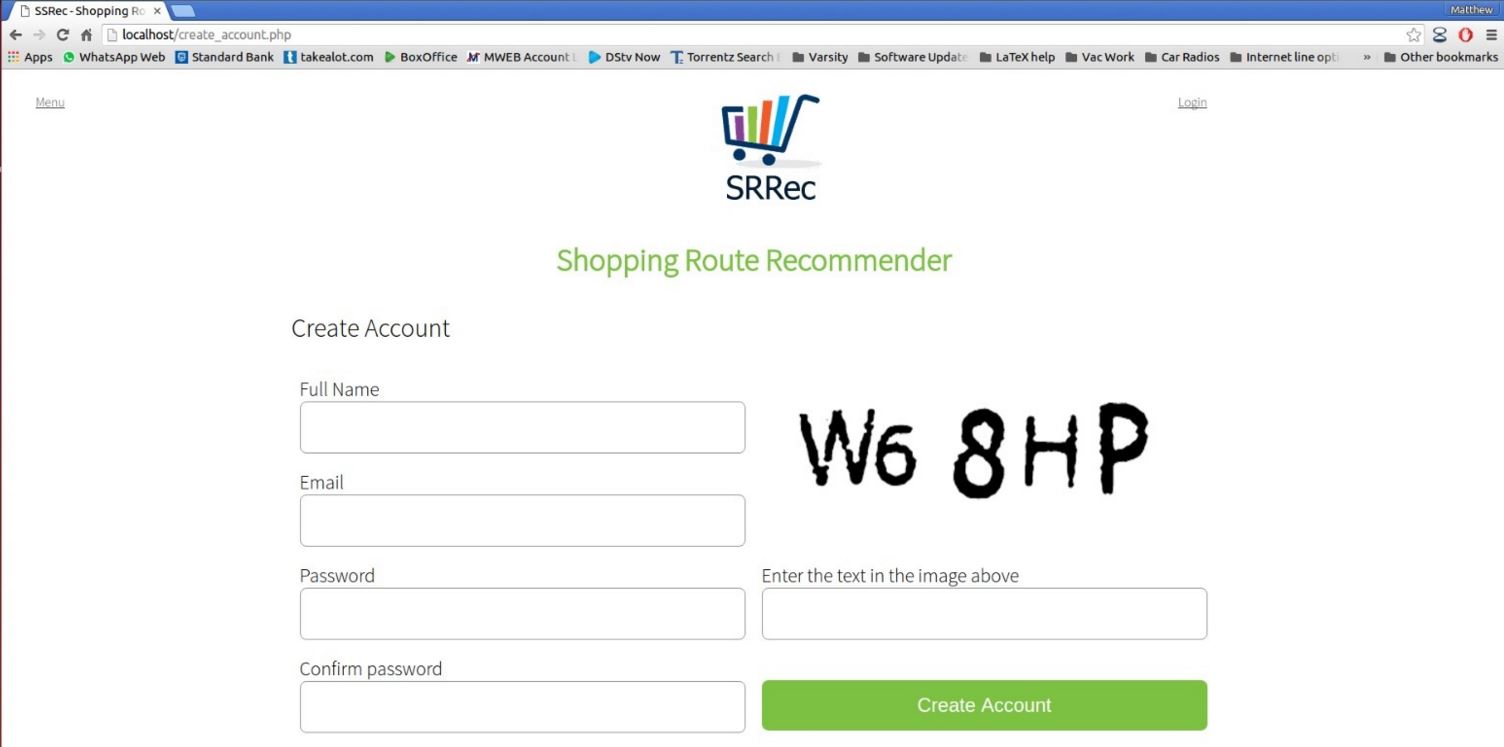 SSRec - Shopping Ro
Matthew
localhost/create_account.php
Apps WhatsApp Web Standard Bank takealot.com BoxOffice MWEB Account L DStv Now Torrentz Search Varsity Software Update LaTeX help Vac Work Car Radios Internet line opti » Other bookmarks
Menu
Login
SRRec
Shopping Route Recommender
Create Account
Full Name
W6 8HP
Email
Password
Enter the text in the image above
Confirm password
Create Account